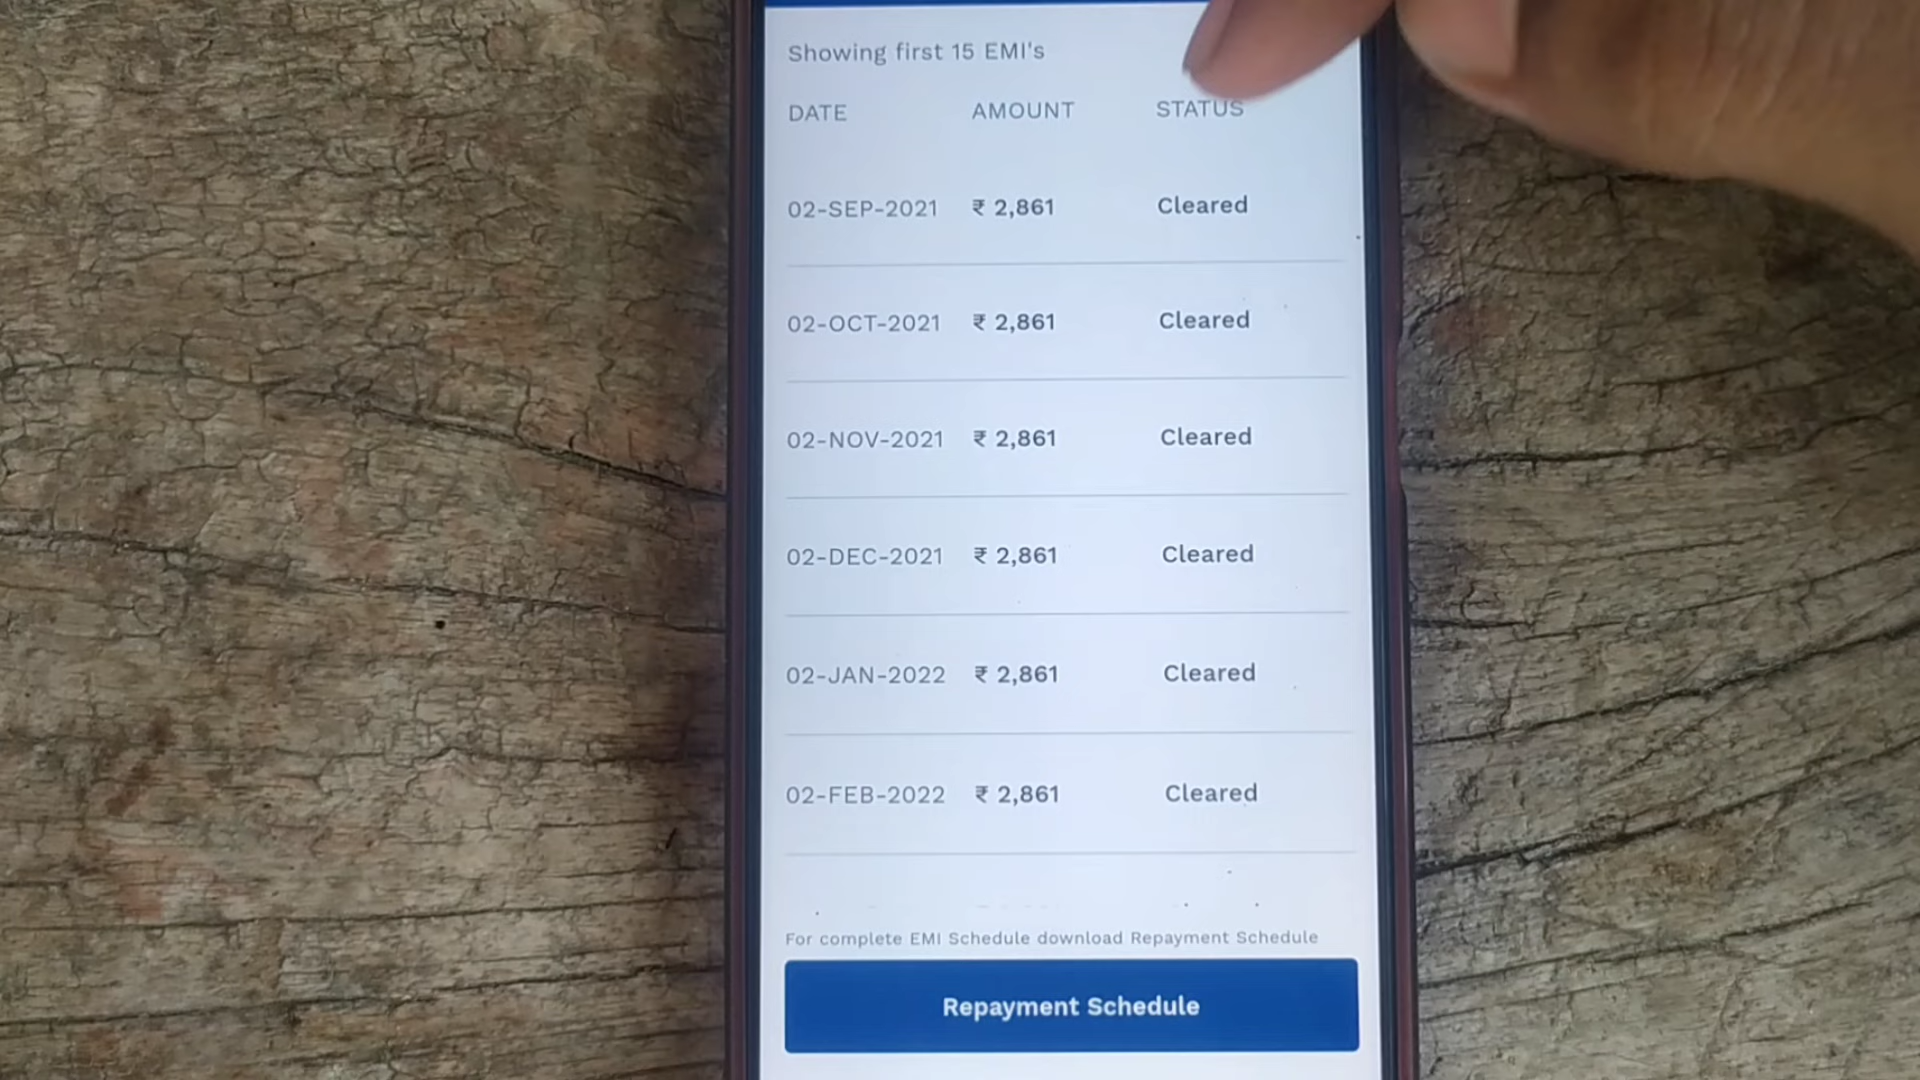 Showing first 15 EMI's
DATE AMOUNT STATUS
02-SEP-2021 ₹ 2,861 Cleared
02-OCT-2021 ₹ 2,861 Cleared
02-NOV-2021 ₹ 2,861 Cleared
02-DEC-2021 ₹ 2,861 Cleared
02-JAN-2022 ₹ 2,861 Cleared
02-FEB-2022 ₹ 2,861 Cleared
For complete EMI Schedule download Repayment Schedule
Repayment Schedule